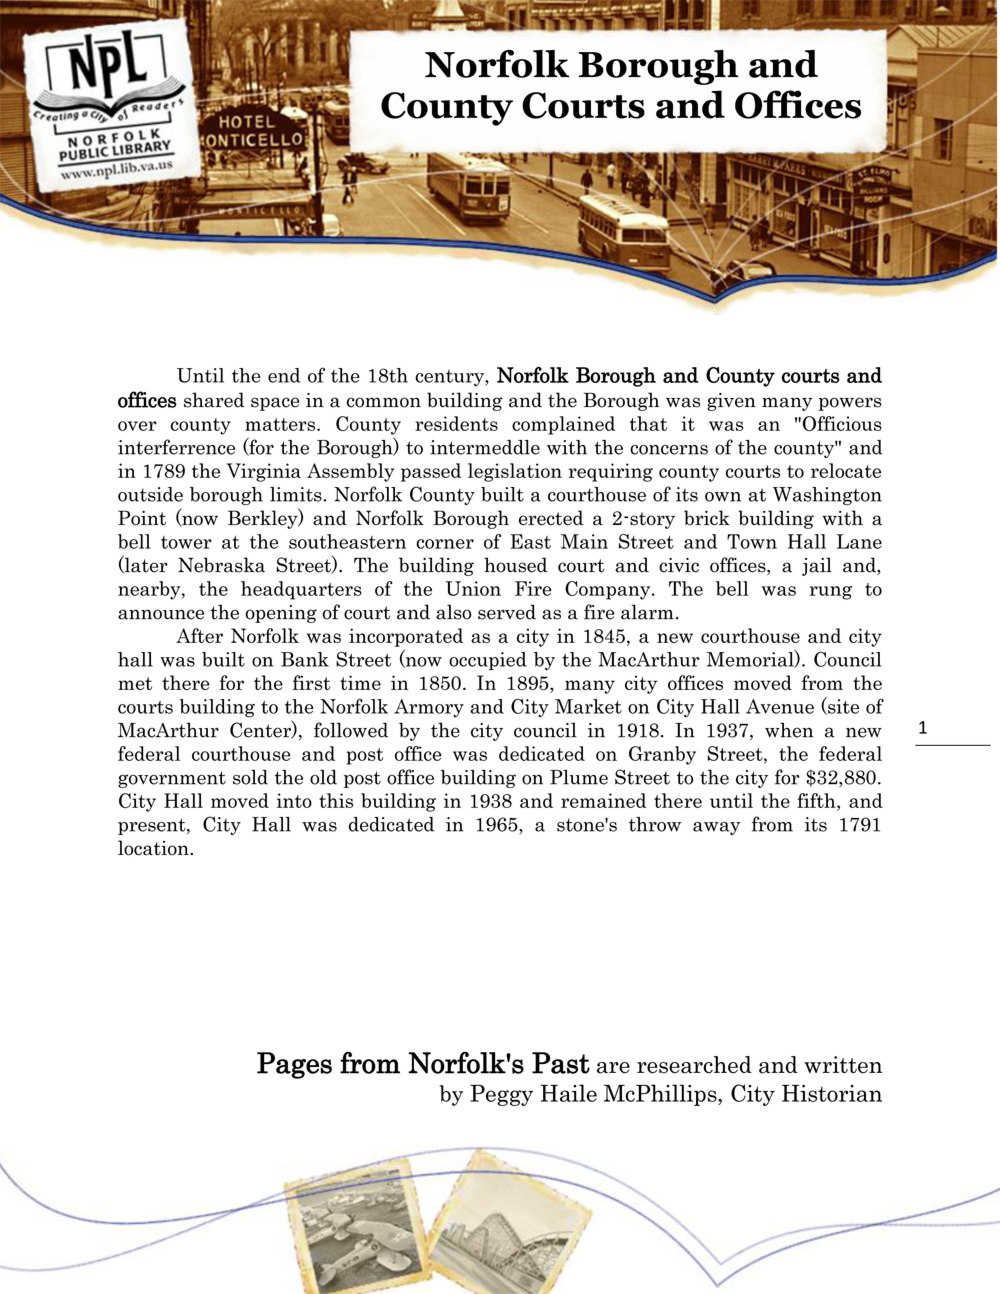 NPL
Creating a City of Readers
NORFOLK
PUBLIC LIBRARY
www.npl.lib.va.us
HOTEL
ONTICELLO
MONTICELLO
ST. ELMO
BILLIARD
ROOM
Norfolk Borough and
County Courts and Offices
Until the end of the 18th century, Norfolk Borough and County courts and
offices shared space in a common building and the Borough was given many powers
over county matters. County residents complained that it was an "Officious
interferrence (for the Borough) to intermeddle with the concerns of the county" and
in 1789 the Virginia Assembly passed legislation requiring county courts to relocate
outside borough limits. Norfolk County built a courthouse of its own at Washington
Point (now Berkley) and Norfolk Borough erected a 2-story brick building with a
bell tower at the southeastern corner of East Main Street and Town Hall Lane
(later Nebraska Street). The building housed court and civic offices, a jail and,
nearby, the headquarters of the Union Fire Company. The bell was rung to
announce the opening of court and also served as a fire alarm.
After Norfolk was incorporated as a city in 1845, a new courthouse and city
hall was built on Bank Street (now occupied by the MacArthur Memorial). Council
met there for the first time in 1850. In 1895, many city offices moved from the
courts building to the Norfolk Armory and City Market on City Hall Avenue (site of
MacArthur Center), followed by the city council in 1918. In 1937, when a new
federal courthouse and post office was dedicated on Granby Street, the federal
government sold the old post office building on Plume Street to the city for $32,880.
City Hall moved into this building in 1938 and remained there until the fifth, and
present, City Hall was dedicated in 1965, a stone's throw away from its 1791
location.
1
Pages from Norfolk's Past are researched and written
by Peggy Haile McPhillips, City Historian